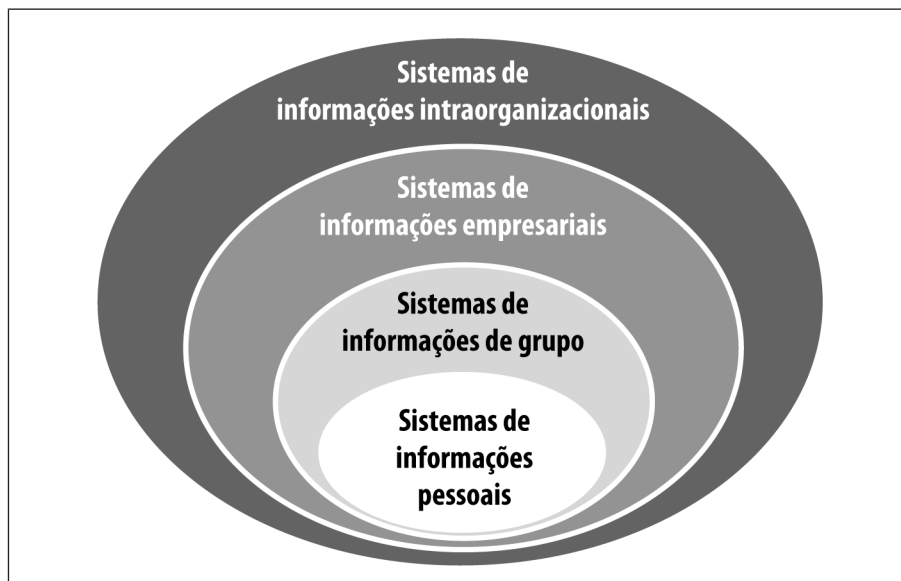 Sistemas de
informações intraorganizacionais
Sistemas de
informações empresariais
Sistemas de
informações de grupo
Sistemas de
informações
pessoais